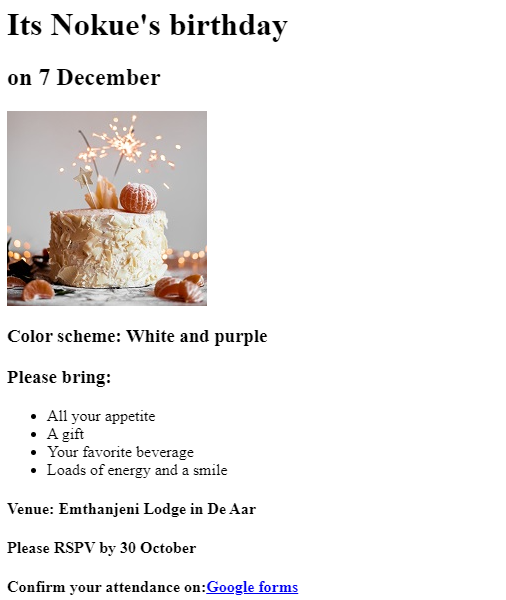 Its Nokue's birthday
on 7 December
Color scheme: White and purple
Please bring:
• All your appetite
• A gift
• Your favorite beverage
• Loads of energy and a smile
Venue: Emthanjeni Lodge in De Aar
Please RSPV by 30 October
Confirm your attendance on:Google forms